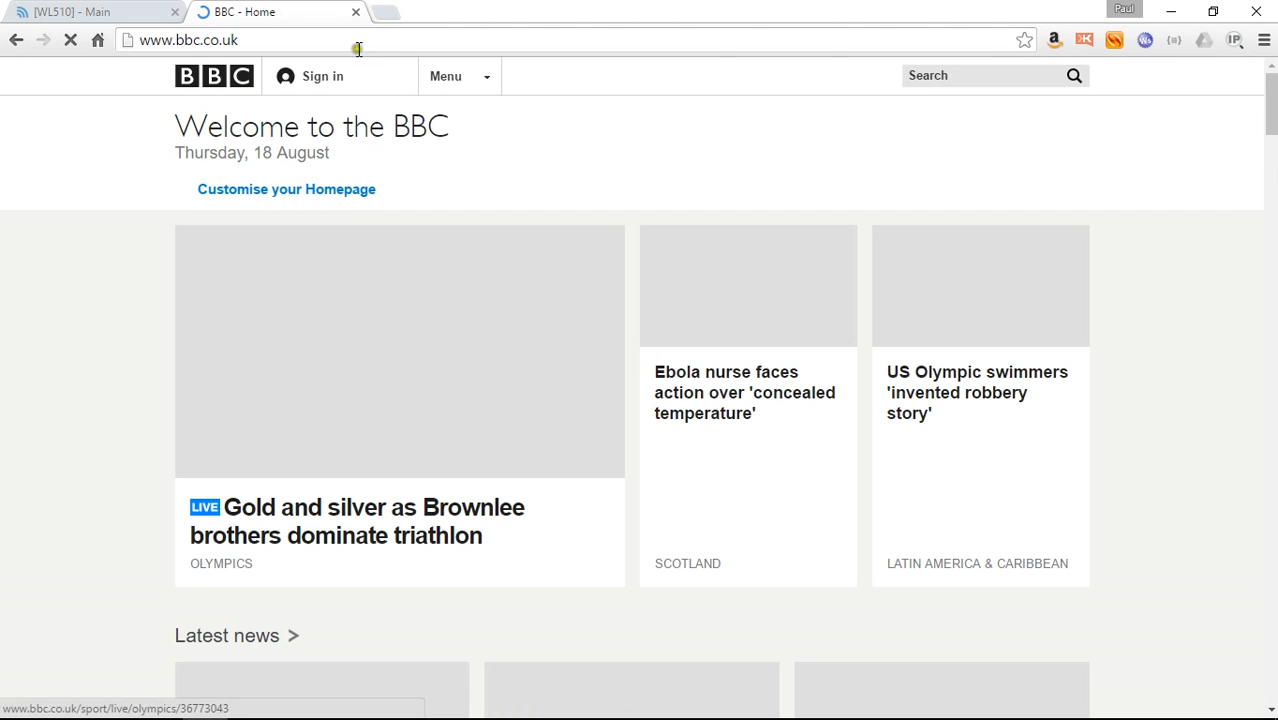 [WL510] - Main
BBC - Home
Paul
www.bbc.co.uk
BBC
Sign in
Menu
Search
Welcome to the BBC
Thursday, 18 August
Customise your Homepage
LIVE Gold and silver as Brownlee
brothers dominate triathlon
OLYMPICS
Ebola nurse faces
action over 'concealed
temperature'
SCOTLAND
US Olympic swimmers
'invented robbery
story'
LATIN AMERICA & CARIBBEAN
Latest news >
www.bbc.co.uk/sport/live/olympics/36773043